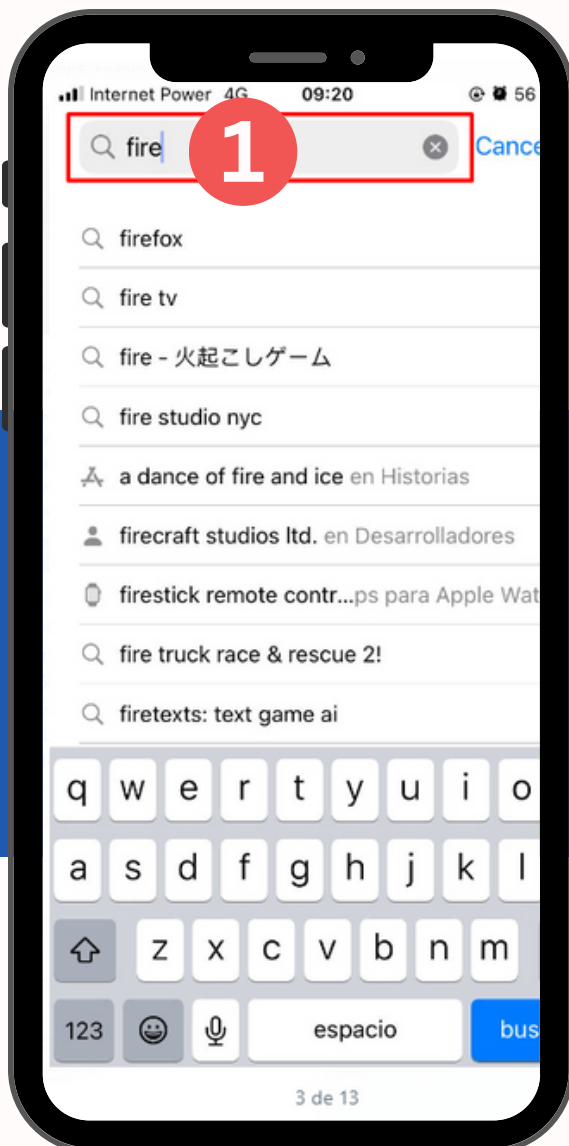 Internet Power 4G 09:20 56
fire 1 Cance
firefox
fire tv
fire - 火起こしゲーム
fire studio nyc
a dance of fire and ice en Historias
firecraft studios ltd. en Desarrolladores
firestick remote contr...ps para Apple Wat
fire truck race & rescue 2!
firetexts: text game ai
q w e r t y u i o
a s d f g h j k l
z x c v b n m
123 espacio bus
3 de 13